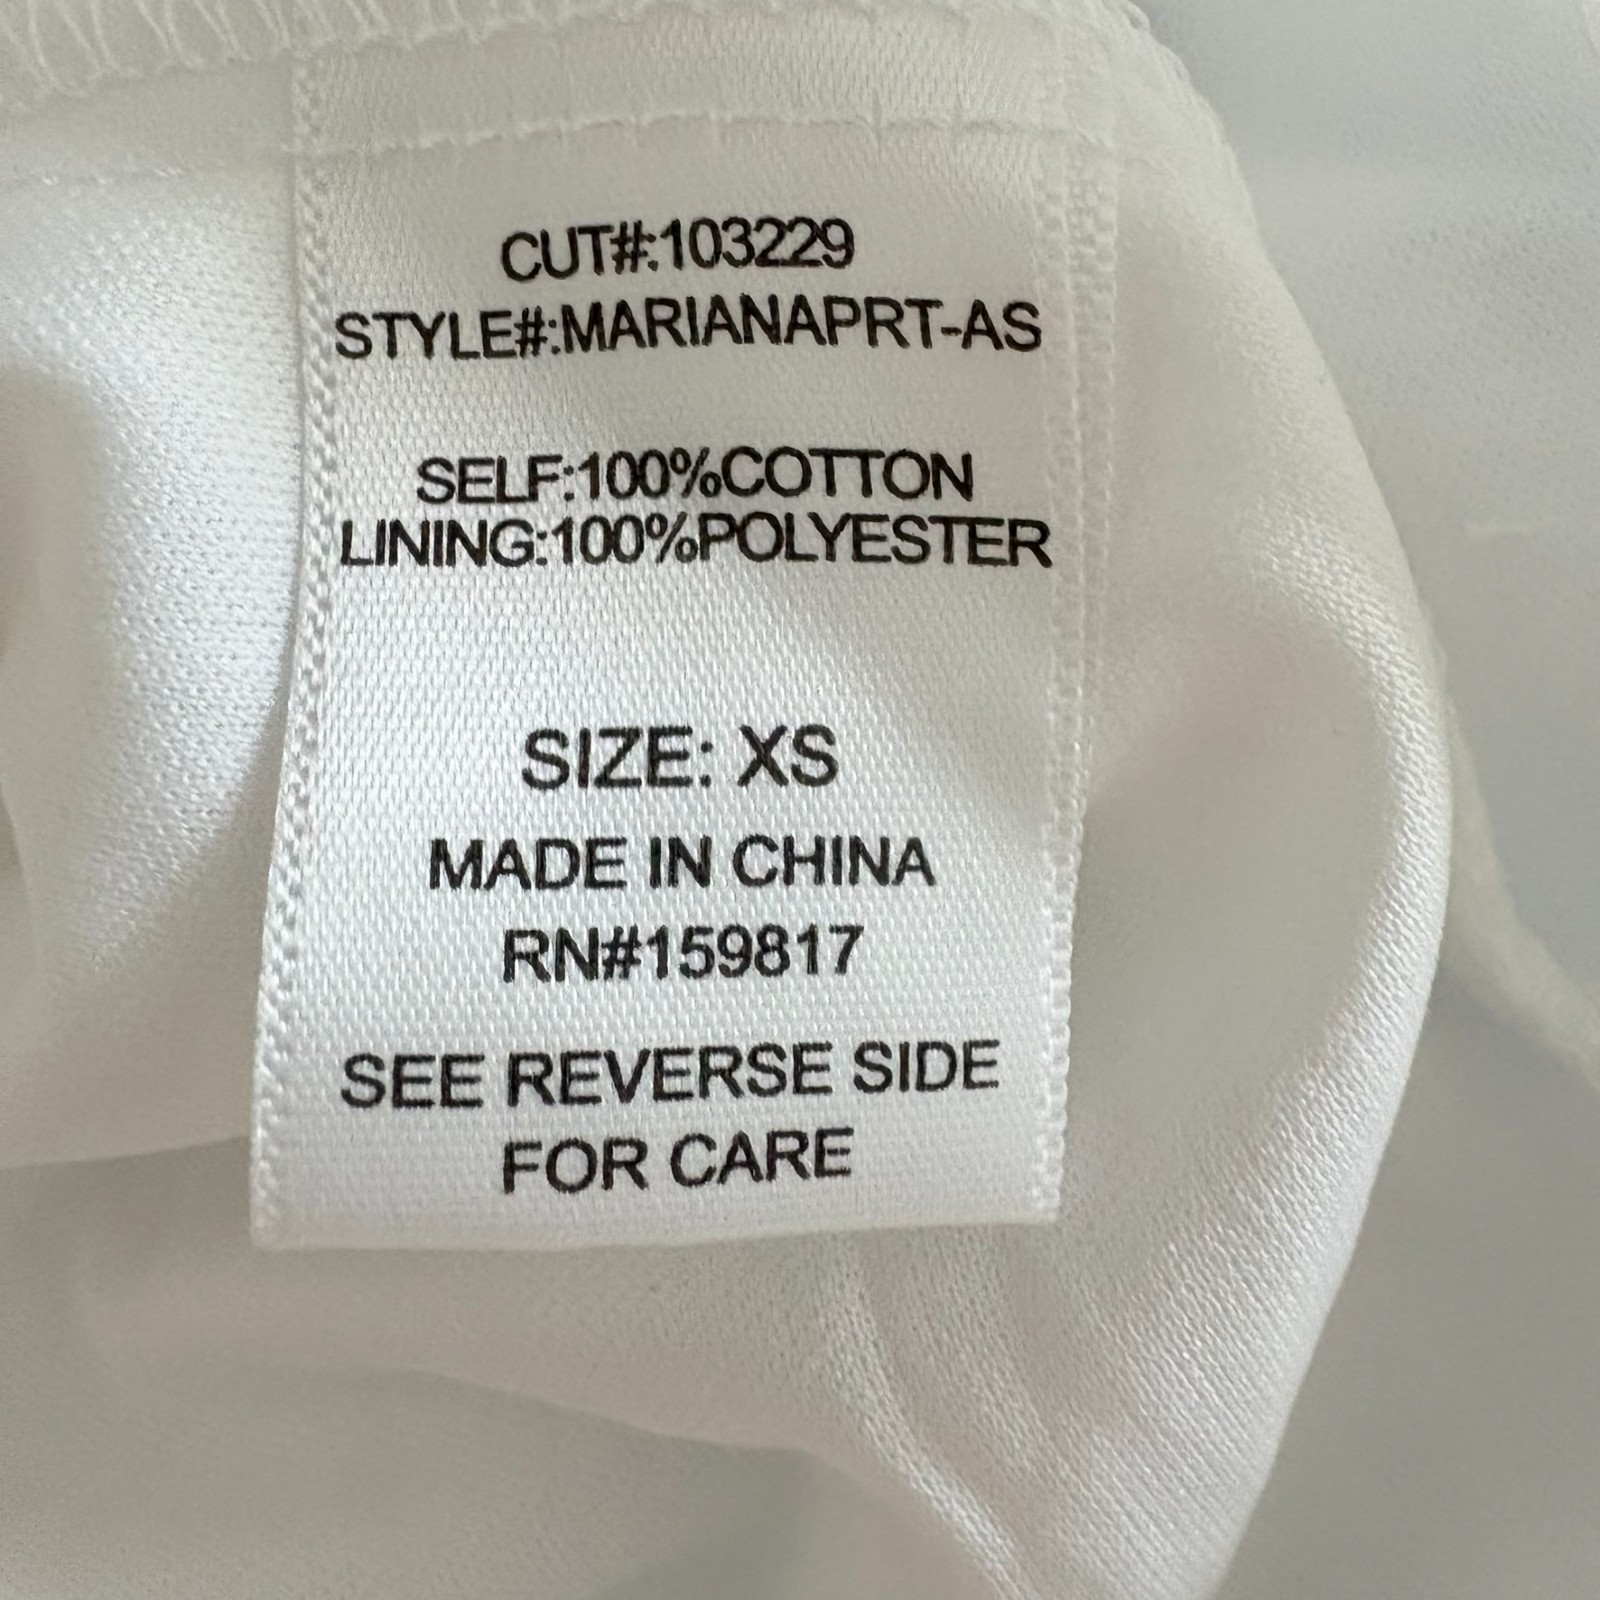 CUT#:103229
STYLE#:MARIANAPRT-AS
SELF:100%COTTON
LINING:100%POLYESTER
SIZE: XS
MADE IN CHINA
RN#159817
SEE REVERSE SIDE
FOR CARE